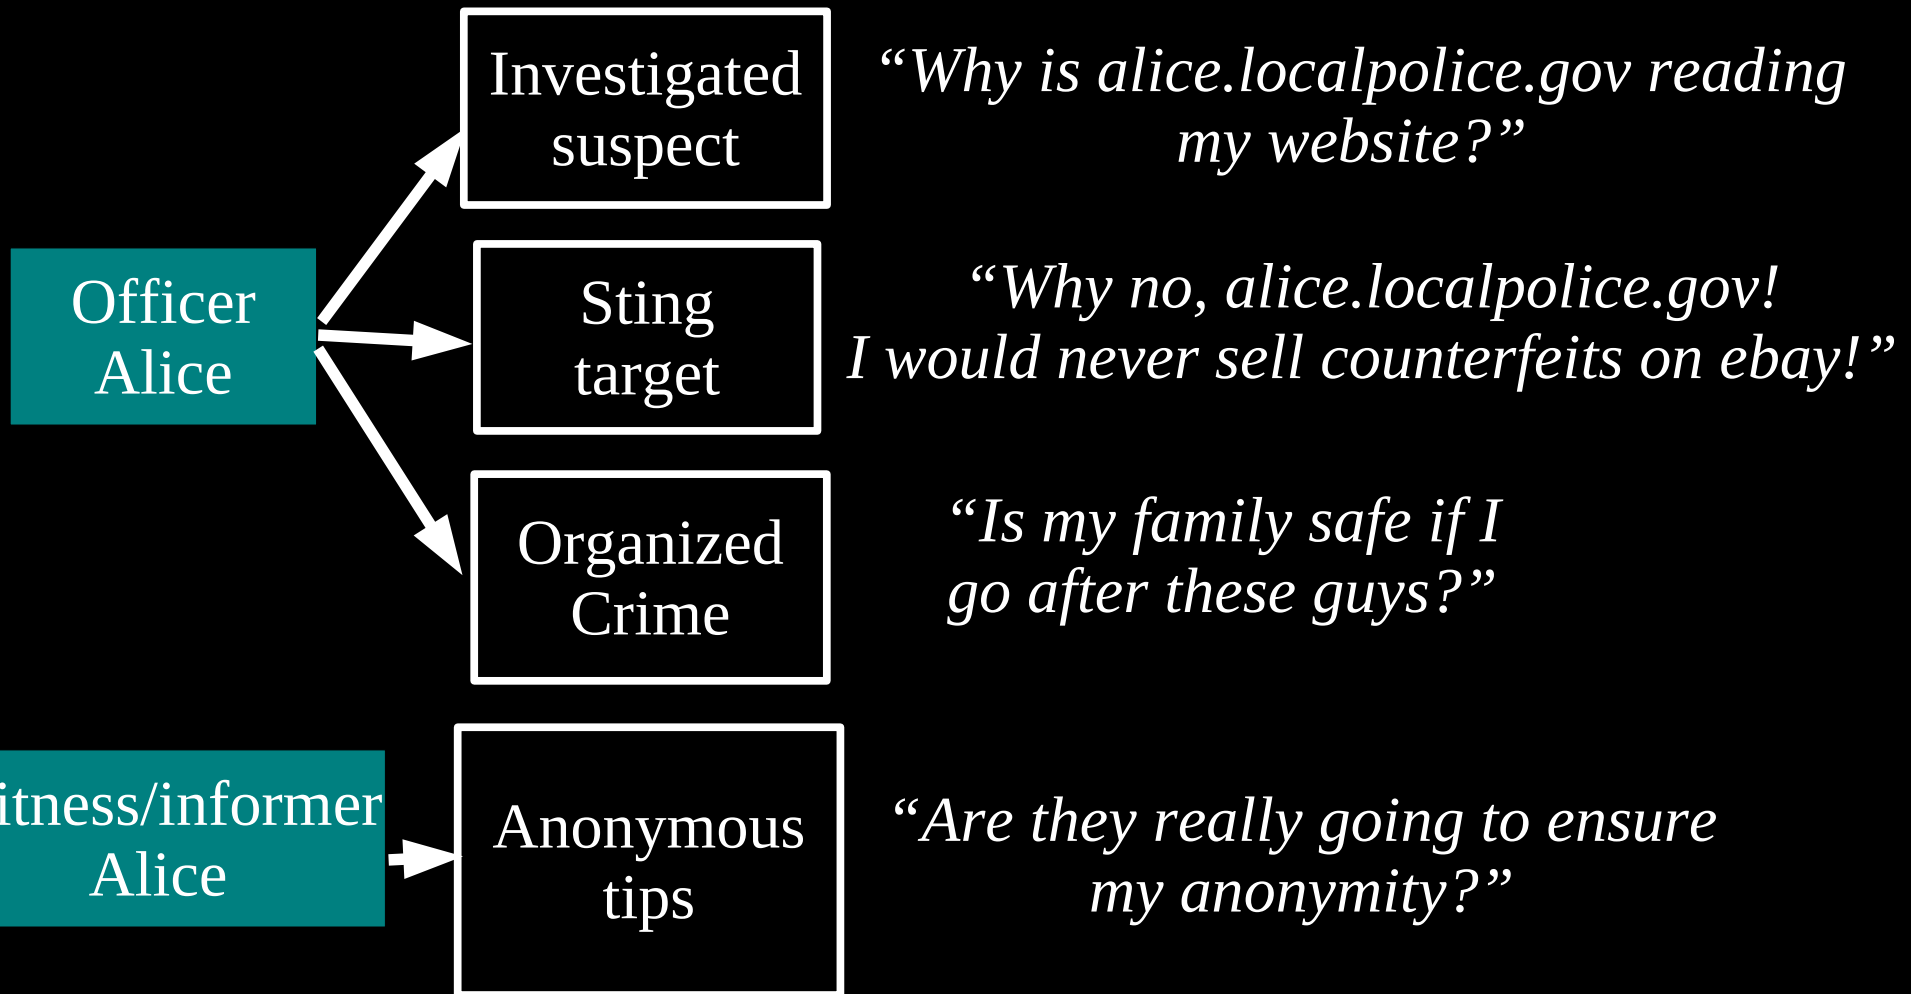 Investigated
suspect
“Why is alice.localpolice.gov reading
my website?”
Officer
Alice
Sting
target
“Why no, alice.localpolice.gov!
I would never sell counterfeits on ebay!”
Organized
Crime
“Is my family safe if I
go after these guys?”
itness/informer
Alice
Anonymous
tips
“Are they really going to ensure
my anonymity?”